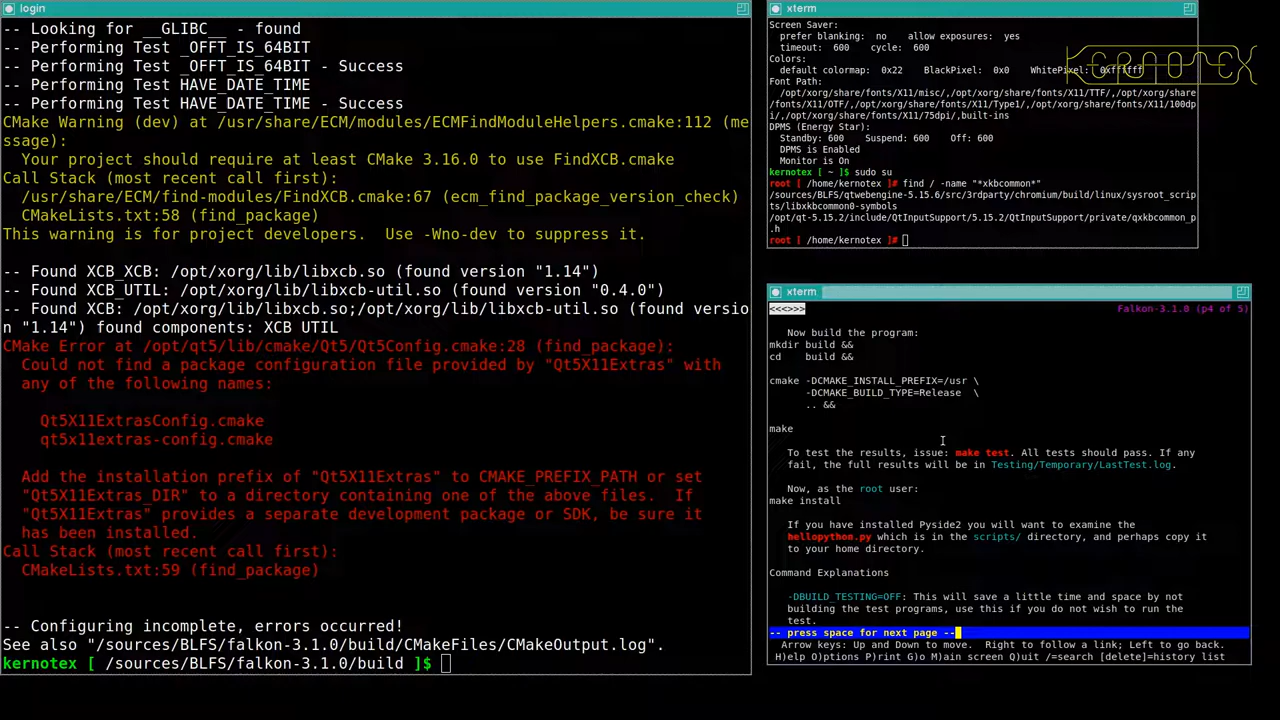 login
-- Looking for __GLIBC__ - found
-- Performing Test _OFFT_IS_64BIT
-- Performing Test _OFFT_IS_64BIT - Success
-- Performing Test HAVE_DATE_TIME
-- Performing Test HAVE_DATE_TIME - Success
CMake Warning (dev) at /usr/share/ECM/modules/ECMFindModuleHelpers.cmake:112 (me
ssage):
Your project should require at least CMake 3.16.0 to use FindXCB.cmake
Call Stack (most recent call first):
/usr/share/ECM/find-modules/FindXCB.cmake:67 (ecm_find_package_version_check)
CMakeLists.txt:58 (find_package)
This warning is for project developers.  Use -Wno-dev to suppress it.
-- Found XCB_XCB: /opt/xorg/lib/libxcb.so (found version "1.14")
-- Found XCB_UTIL: /opt/xorg/lib/libxcb-util.so (found version "0.4.0")
-- Found XCB: /opt/xorg/lib/libxcb.so;/opt/xorg/lib/libxcb-util.so (found versio
n "1.14") found components: XCB UTIL
CMake Error at /opt/qt5/lib/cmake/Qt5/Qt5Config.cmake:28 (find_package):
Could not find a package configuration file provided by "Qt5X11Extras" with
any of the following names:
Qt5X11ExtrasConfig.cmake
qt5x11extras-config.cmake
Add the installation prefix of "Qt5X11Extras" to CMAKE_PREFIX_PATH or set
"Qt5X11Extras_DIR" to a directory containing one of the above files.  If
"Qt5X11Extras" provides a separate development package or SDK, be sure it
has been installed.
Call Stack (most recent call first):
CMakeLists.txt:59 (find_package)
-- Configuring incomplete, errors occurred!
See also "/sources/BLFS/falkon-3.1.0/build/CMakeFiles/CMakeOutput.log".
kernotex [ /sources/BLFS/falkon-3.1.0/build ]$
xterm
Screen Saver:
prefer blanking:  no    allow exposures:  yes
timeout:  600    cycle:  600
Colors:
default colormap:  0x22    BlackPixel:  0x0    WhitePixel:  0xffffff
KERNOTEX
Font Path:
/opt/xorg/share/fonts/X11/misc/,/opt/xorg/share/fonts/X11/TTF/,/opt/xorg/share
/fonts/X11/OTF/,/opt/xorg/share/fonts/X11/Type1/,/opt/xorg/share/fonts/X11/100dp
i/,/opt/xorg/share/fonts/X11/75dpi/,built-ins
DPMS (Energy Star):
Standby: 600    Suspend: 600    Off: 600
DPMS is Enabled
Monitor is On
kernotex [ ~ ]$ sudo su
root [ /home/kernotex ]# find / -name "*xkbcommon*"
/sources/BLFS/qtwebengine-5.15.6/src/3rdparty/chromium/build/linux/sysroot_scrip
ts/libxkbcommon0-symbols
/opt/qt-5.15.2/include/QtInputSupport/5.15.2/QtInputSupport/private/qxkbcommon_p
.h
root [ /home/kernotex ]#
xterm
<<<>>> Falkon-3.1.0 (p4 of 5)
Now build the program:
mkdir build &&
cd    build &&
cmake -DCMAKE_INSTALL_PREFIX=/usr \
-DCMAKE_BUILD_TYPE=Release  \
.. &&
make
To test the results, issue: make test. All tests should pass. If any
fail, the full results will be in Testing/Temporary/LastTest.log.
Now, as the root user:
make install
If you have installed Pyside2 you will want to examine the
hellopython.py which is in the scripts/ directory, and perhaps copy it
to your home directory.
Command Explanations
-DBUILD_TESTING=OFF: This will save a little time and space by not
building the test programs, use this if you do not wish to run the
test.
-- press space for next page --
Arrow keys: Up and Down to move.  Right to follow a link; Left to go back.
H)elp O)ptions P)rint G)o M)ain screen Q)uit /=search [delete]=history list